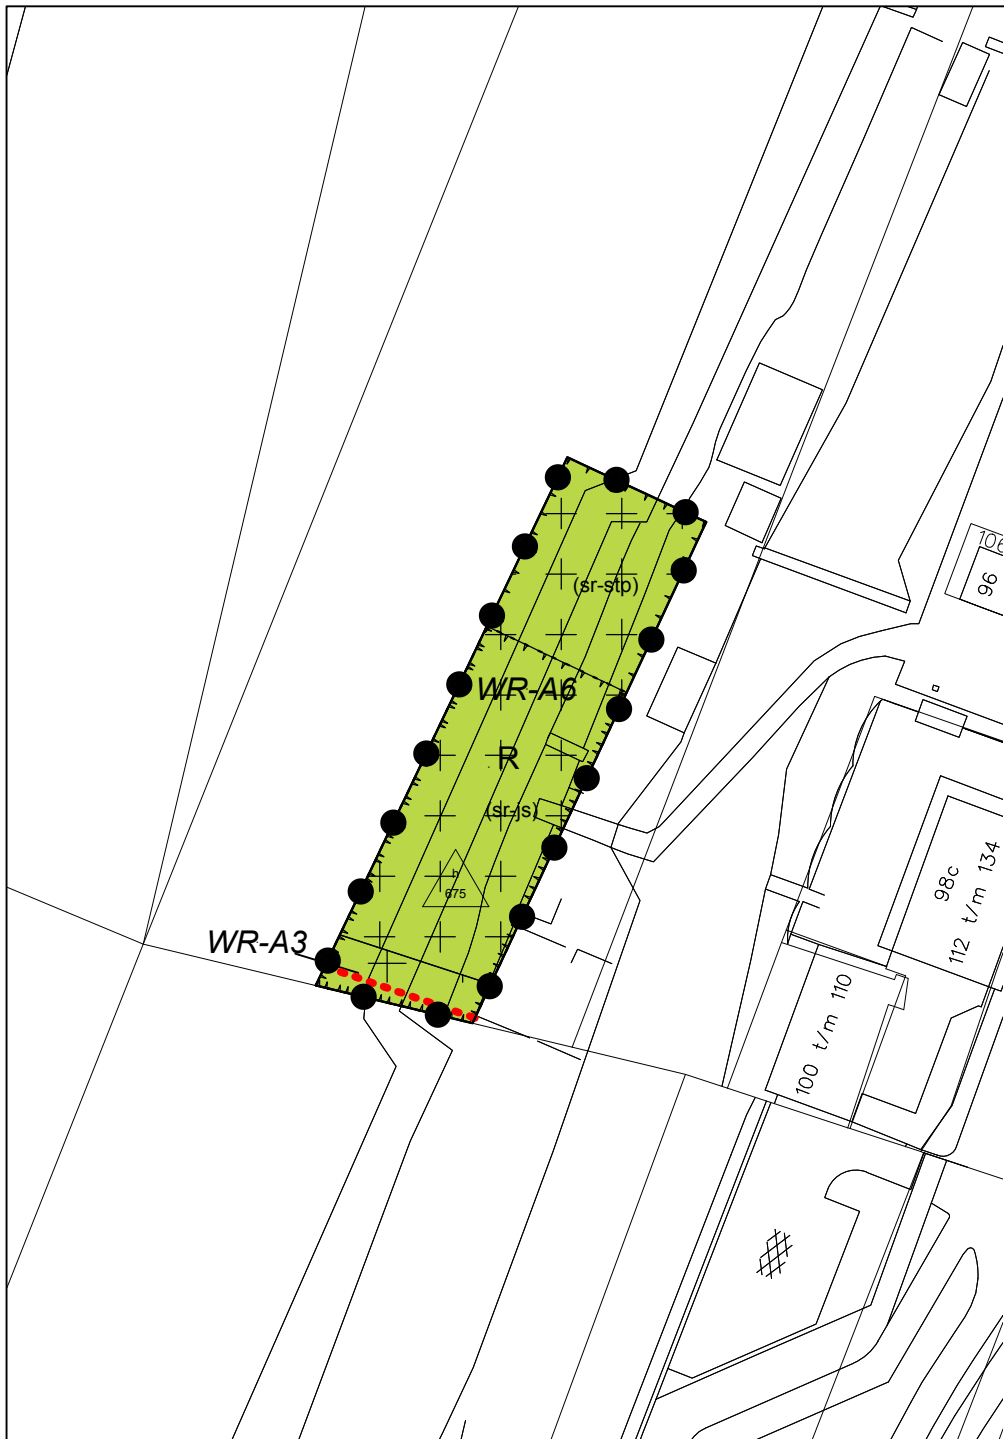 106
96
(sr-stp)
WR-A6
R
(sr-js)
h
675
98c
112 t/m 134
WR-A3
100 t/m 110